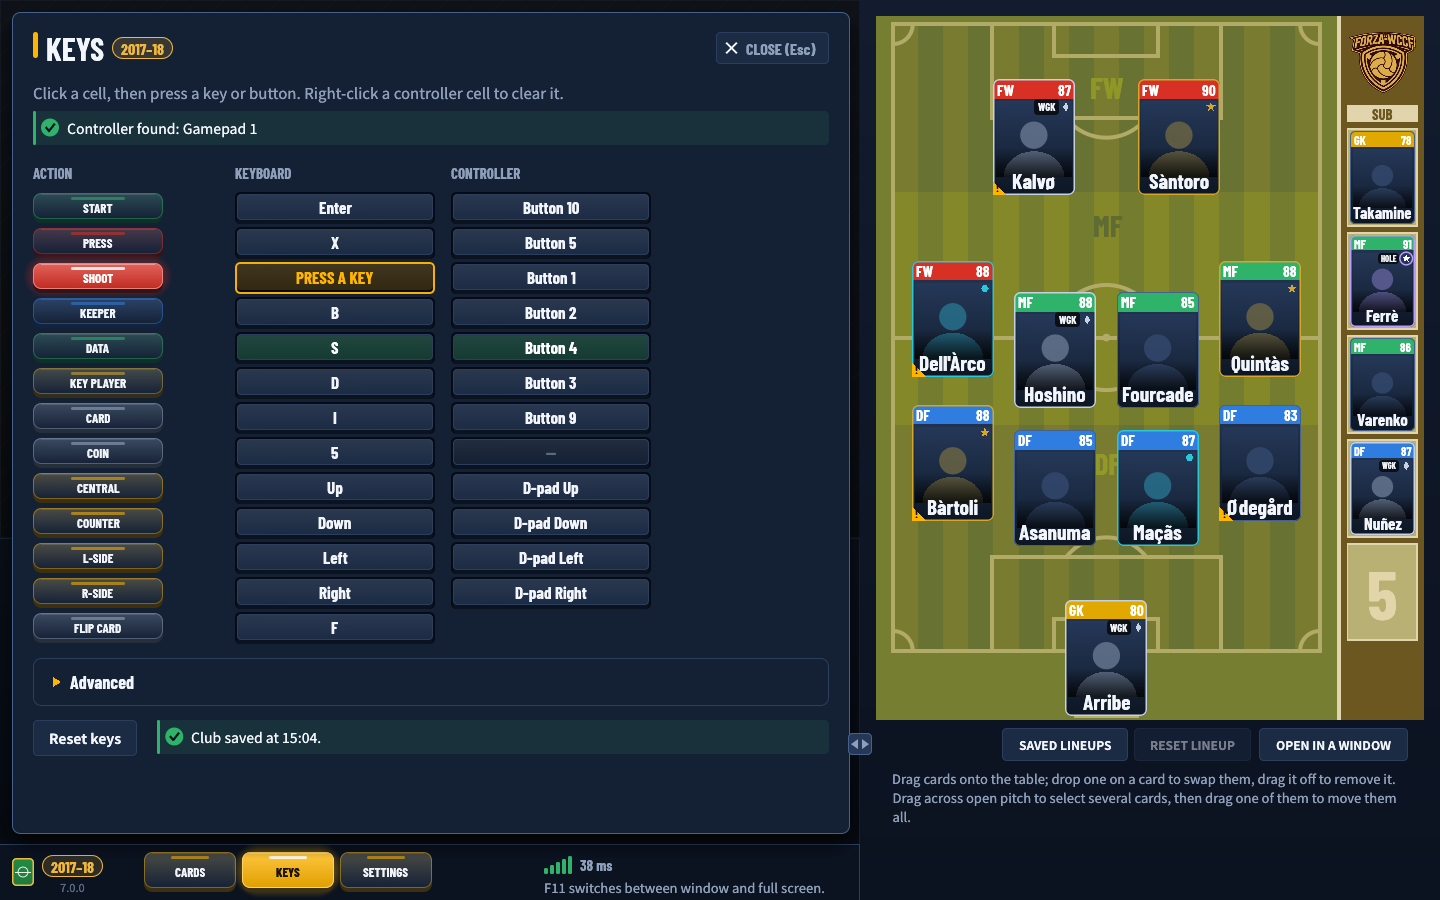 KEYS 2017-18
CLOSE (Esc)
Click a cell, then press a key or button. Right-click a controller cell to clear it.
Controller found: Gamepad 1
ACTION KEYBOARD CONTROLLER
START Enter Button 10
PRESS X Button 5
SHOOT PRESS A KEY Button 1
KEEPER B Button 2
DATA S Button 4
KEY PLAYER D Button 3
CARD I Button 9
COIN 5 —
CENTRAL Up D-pad Up
COUNTER Down D-pad Down
L-SIDE Left D-pad Left
R-SIDE Right D-pad Right
FLIP CARD F
Advanced
Reset keys
Club saved at 15:04.
2017-18
7.0.0
CARDS KEYS SETTINGS
38 ms
F11 switches between window and full screen.
FW
FW 87
WGK
Kalvø
FW 90
Sàntoro
MF
FW 88
Dell'Àrco
MF 88
WGK
Hoshino
MF 85
Fourcade
MF 88
Quintàs
DF
DF 88
Bàrtoli
DF 85
Asanuma
DF 87
Maçãs
DF 83
Ødegård
GK 80
WGK
Arribe
FORZA-WCCF
SUB
GK 78
Takamine
MF 91
HOLE
Ferrè
MF 86
Varenko
DF 87
WGK
Nuñez
5
SAVED LINEUPS RESET LINEUP OPEN IN A WINDOW
Drag cards onto the table; drop one on a card to swap them, drag it off to remove it.
Drag across open pitch to select several cards, then drag one of them to move them
all.